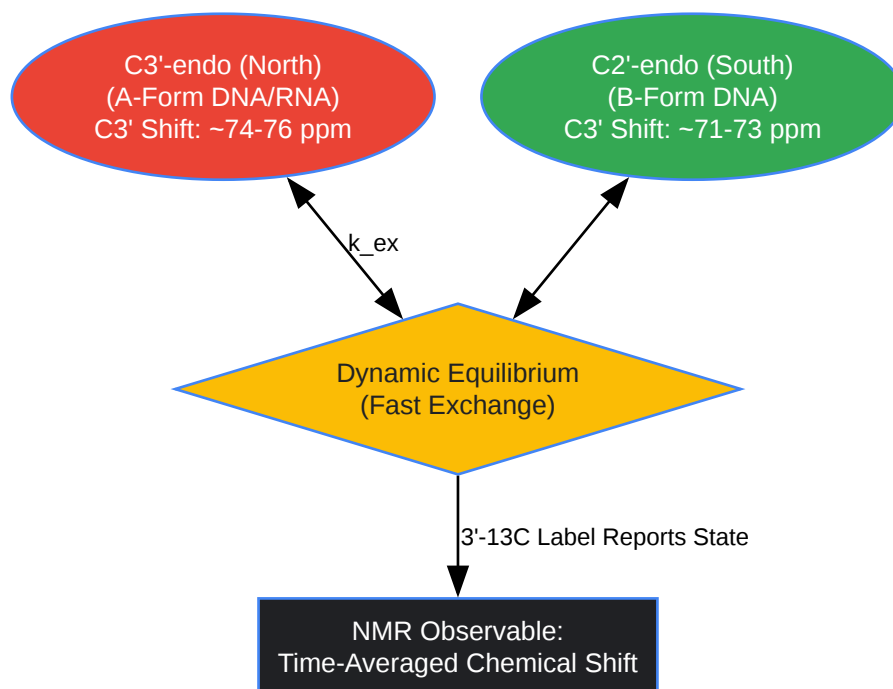 C3'-endo (North)
(A-Form DNA/RNA)
C3' Shift: ~74-76 ppm
C2'-endo (South)
(B-Form DNA)
C3' Shift: ~71-73 ppm
k_ex
Dynamic Equilibrium
(Fast Exchange)
3'-13C Label Reports State
NMR Observable:
Time-Averaged Chemical Shift